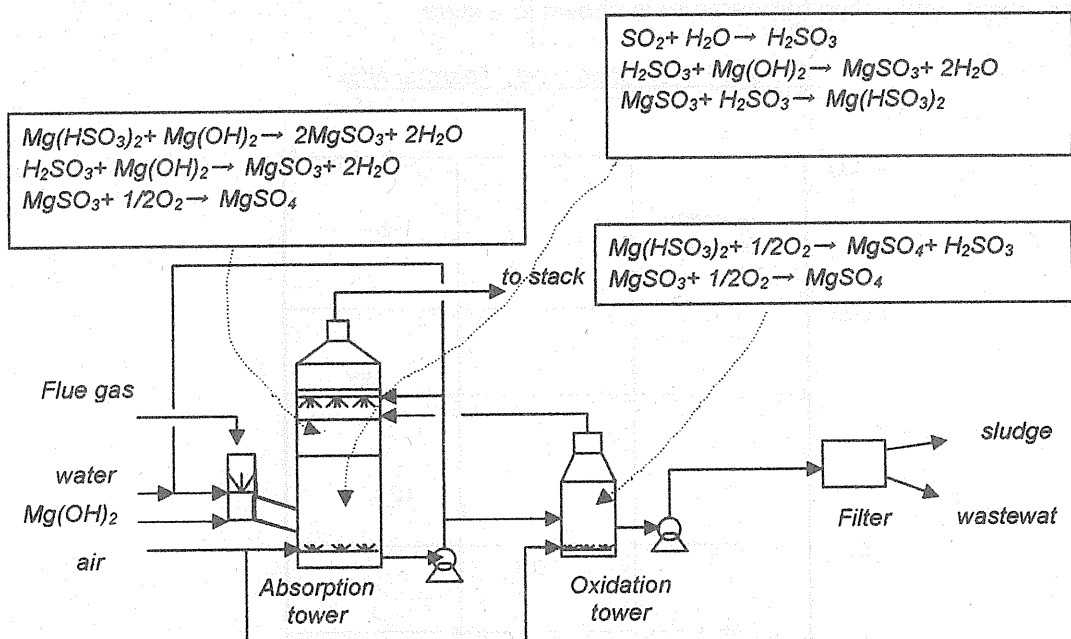 SO₂+ H₂O→ H₂SO₃
H₂SO₃+ Mg(OH)₂→ MgSO₃+ 2H₂O
MgSO₃+ H₂SO₃→ Mg(HSO₃)₂
Mg(HSO₃)₂+ Mg(OH)₂→ 2MgSO₃+ 2H₂O
H₂SO₃+ Mg(OH)₂→ MgSO₃+ 2H₂O
MgSO₃+ 1/2O₂→ MgSO₄
Mg(HSO₃)₂+ 1/2O₂→ MgSO₄+ H₂SO₃
MgSO₃+ 1/2O₂→ MgSO₄
to stack
Flue gas
water
Mg(OH)₂
air
Absorption
tower
Oxidation
tower
Filter
sludge
wastewat